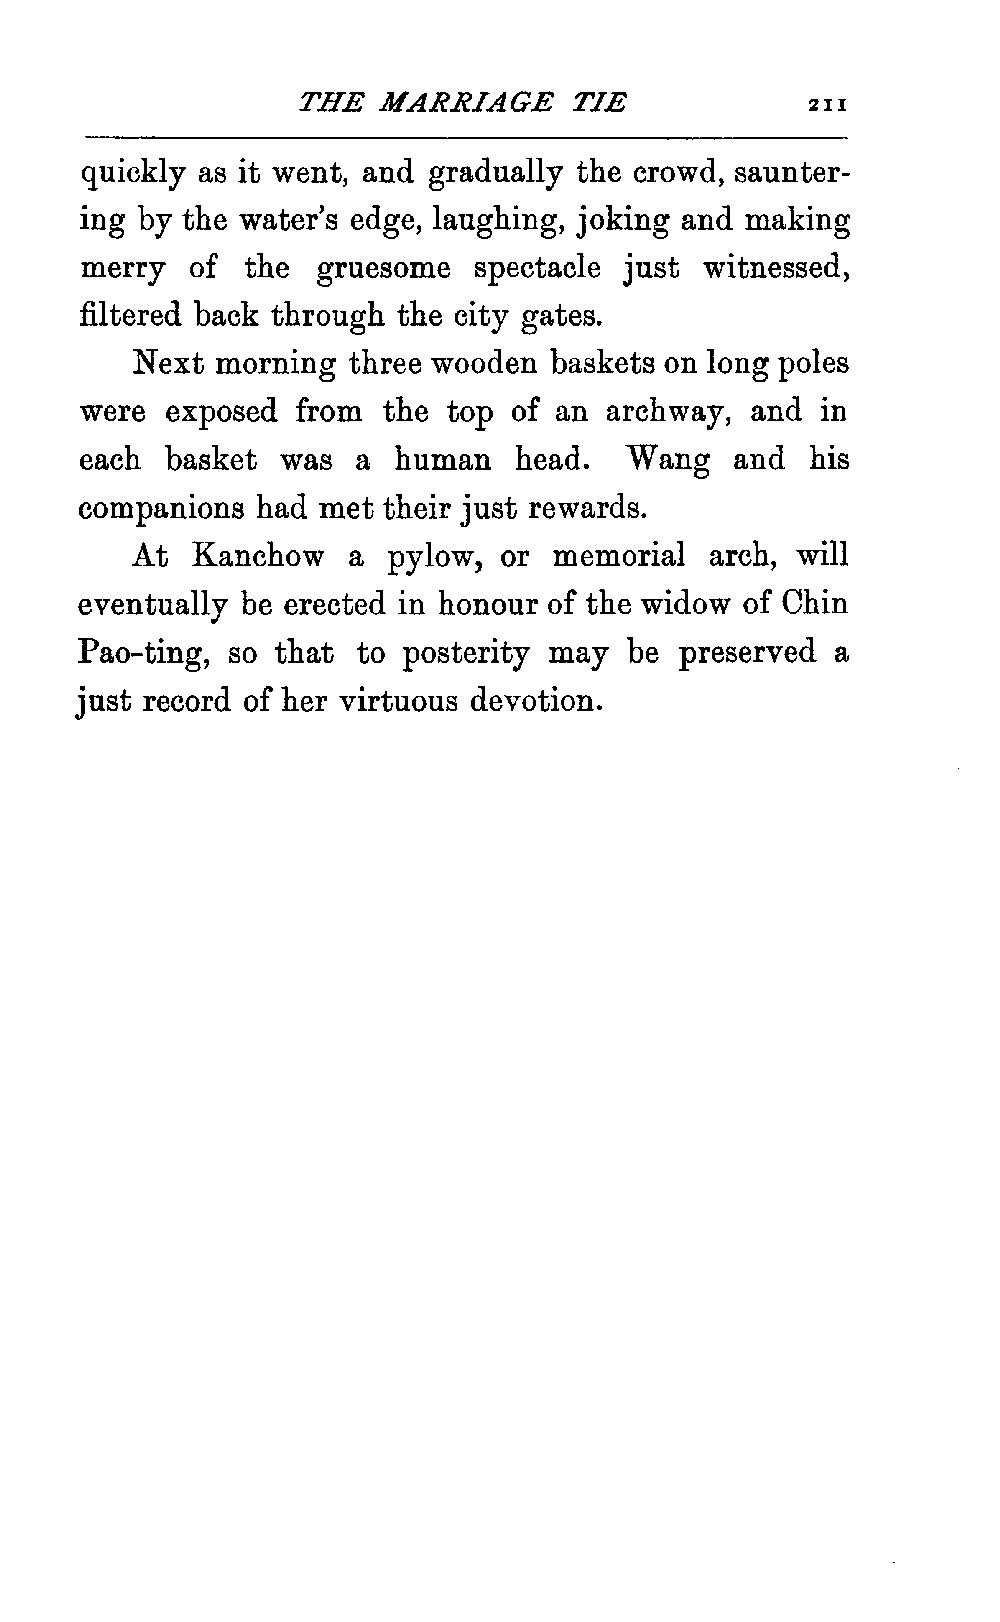 THE MARRIAGE TIE 211
quickly as it went, and gradually the crowd, saunter-
ing by the water's edge, laughing, joking and making
merry of the gruesome spectacle just witnessed,
filtered back through the city gates.
Next morning three wooden baskets on long poles
were exposed from the top of an archway, and in
each basket was a human head. Wang and his
companions had met their just rewards.
At Kanchow a pylow, or memorial arch, will
eventually be erected in honour of the widow of Chin
Pao-ting, so that to posterity may be preserved a
just record of her virtuous devotion.